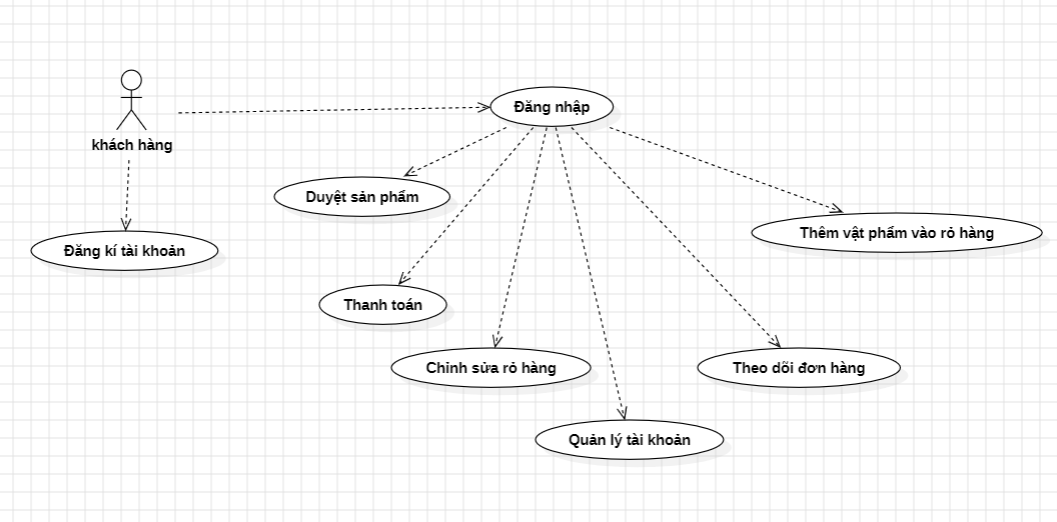 Đăng nhập
khách hàng
Duyệt sản phẩm
Thêm vật phẩm vào rỏ hàng
Đăng kí tài khoản
Thanh toán
Chỉnh sửa rỏ hàng
Theo dõi đơn hàng
Quản lý tài khoản